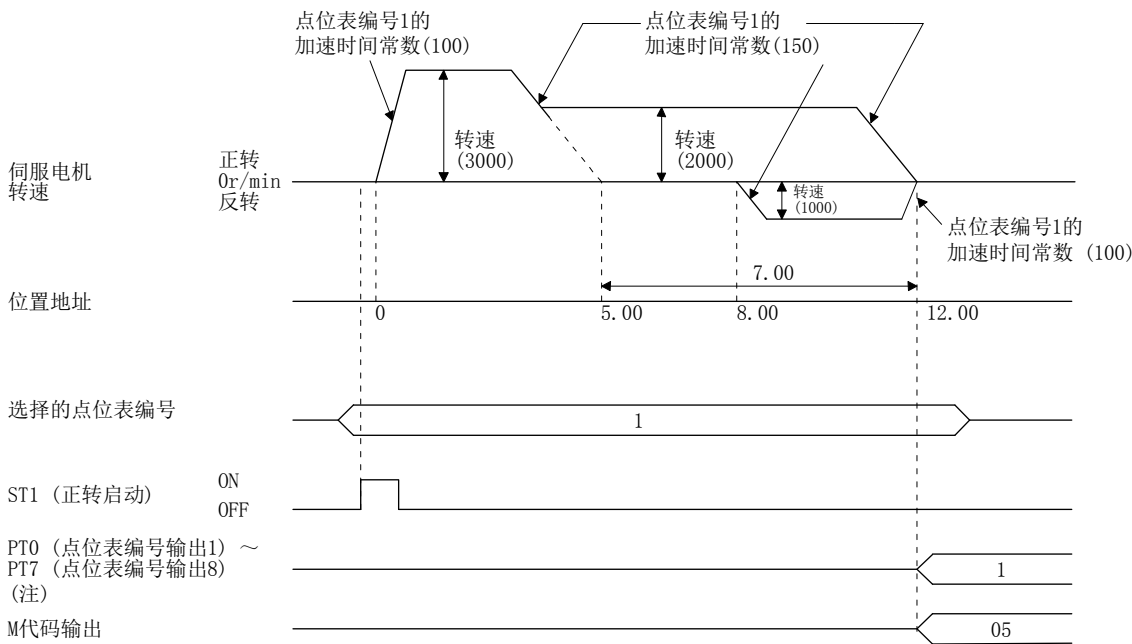 点位表编号1的
加速时间常数(100)
点位表编号1的
加速时间常数(150)
伺服电机
转速
正转
0r/min
反转
转速
(3000)
转速
(2000)
转速
(1000)
点位表编号1的
加速时间常数 (100)
7.00
位置地址
0
5.00
8.00
12.00
选择的点位表编号
1
ST1 (正转启动)
ON
OFF
PT0 (点位表编号输出1) ～
PT7 (点位表编号输出8)
(注)
1
M代码输出
05